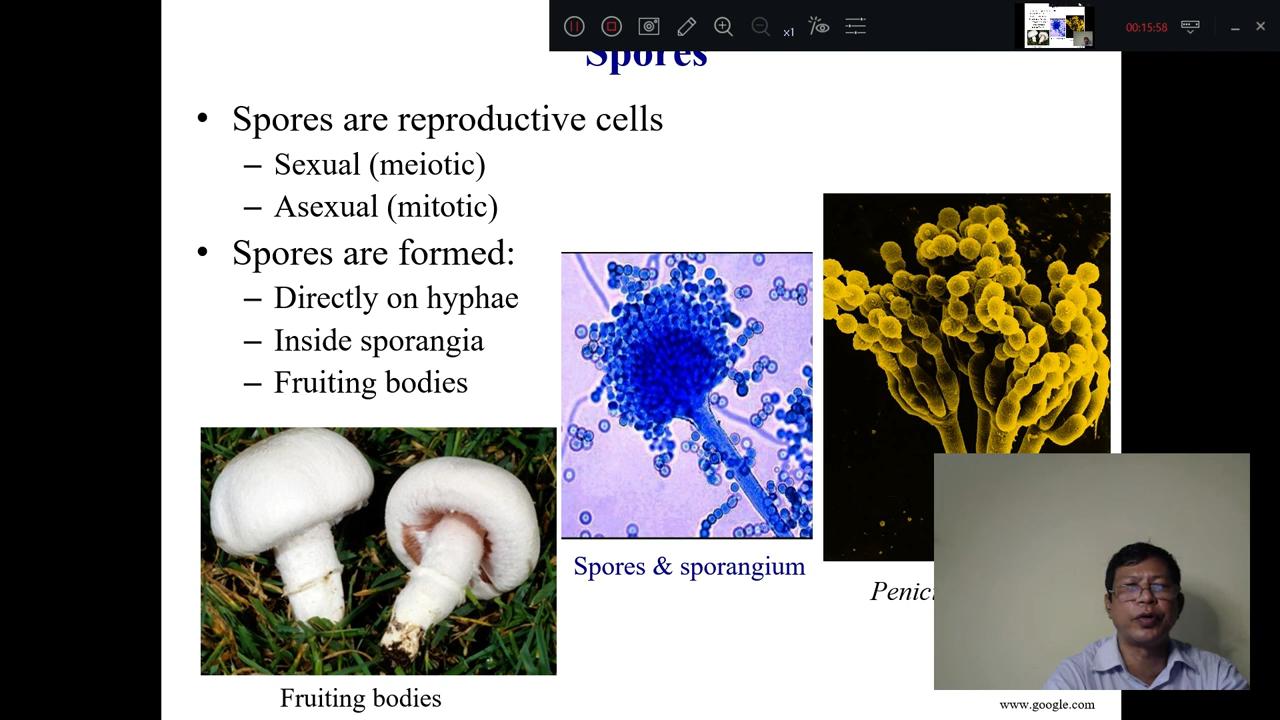 x1
00:15:58
Spores
• Spores are reproductive cells
– Sexual (meiotic)
– Asexual (mitotic)
• Spores are formed:
– Directly on hyphae
– Inside sporangia
– Fruiting bodies
Spores & sporangium
Fruiting bodies
www.google.com